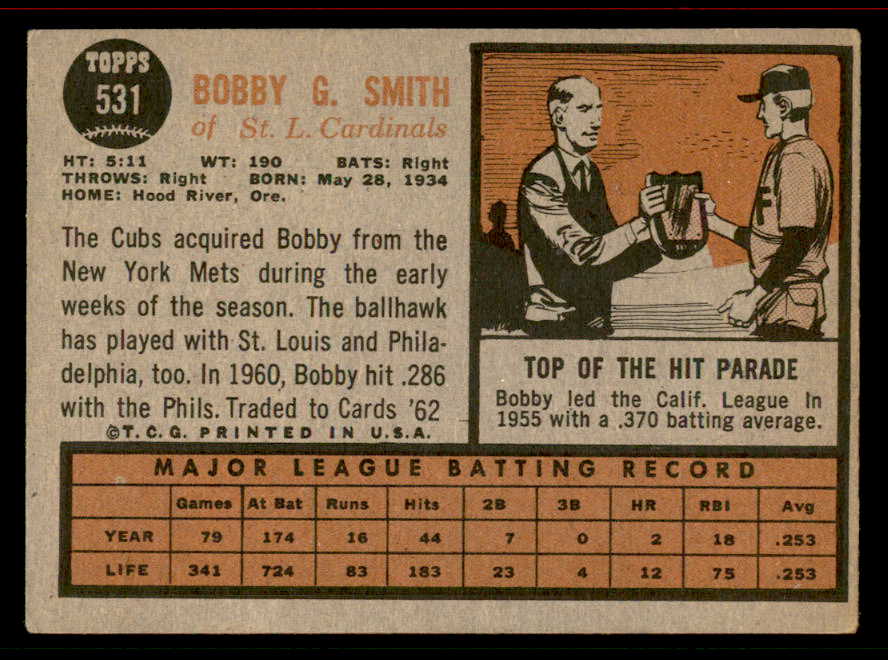 TOPPS
531
BOBBY G. SMITH
of St. L. Cardinals
HT: 5:11 WT: 190 BATS: Right
THROWS: Right BORN: May 28, 1934
HOME: Hood River, Ore.
The Cubs acquired Bobby from the
New York Mets during the early
weeks of the season. The ballhawk
has played with St. Louis and Phila-
delphia, too. In 1960, Bobby hit .286
with the Phils. Traded to Cards '62
©T.C.G. PRINTED IN U.S.A.
F
TOP OF THE HIT PARADE
Bobby led the Calif. League in
1955 with a .370 batting average.
MAJOR LEAGUE BATTING RECORD
Games At Bat Runs Hits 2B 3B HR RBI Avg
YEAR 79 174 16 44 7 0 2 18 .253
LIFE 341 724 83 183 23 4 12 75 .253